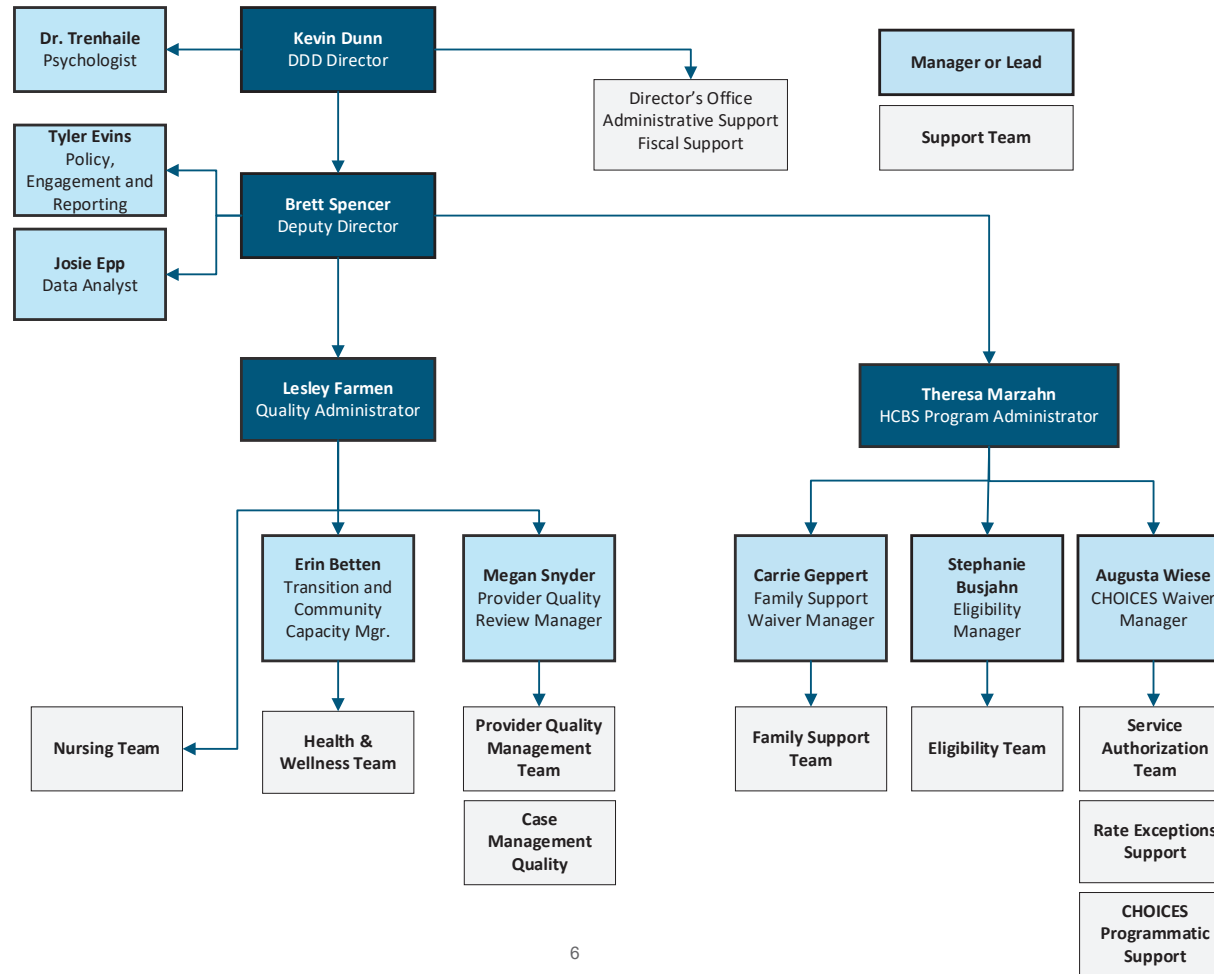 Dr. Trenhaile
Psychologist
Kevin Dunn
DDD Director
Manager or Lead
Director's Office
Administrative Support
Fiscal Support
Support Team
Tyler Evins
Policy,
Engagement and
Reporting
Brett Spencer
Deputy Director
Josie Epp
Data Analyst
Lesley Farmen
Quality Administrator
Theresa Marzahn
HCBS Program Administrator
Erin Betten
Transition and
Community
Capacity Mgr.
Megan Snyder
Provider Quality
Review Manager
Carrie Geppert
Family Support
Waiver Manager
Stephanie
Busjahn
Eligibility
Manager
Augusta Wiese
CHOICES Waiver
Manager
Nursing Team
Health &
Wellness Team
Provider Quality
Management
Team
Family Support
Team
Eligibility Team
Service
Authorization
Team
Case
Management
Quality
Rate Exceptions
Support
CHOICES
Programmatic
Support
6